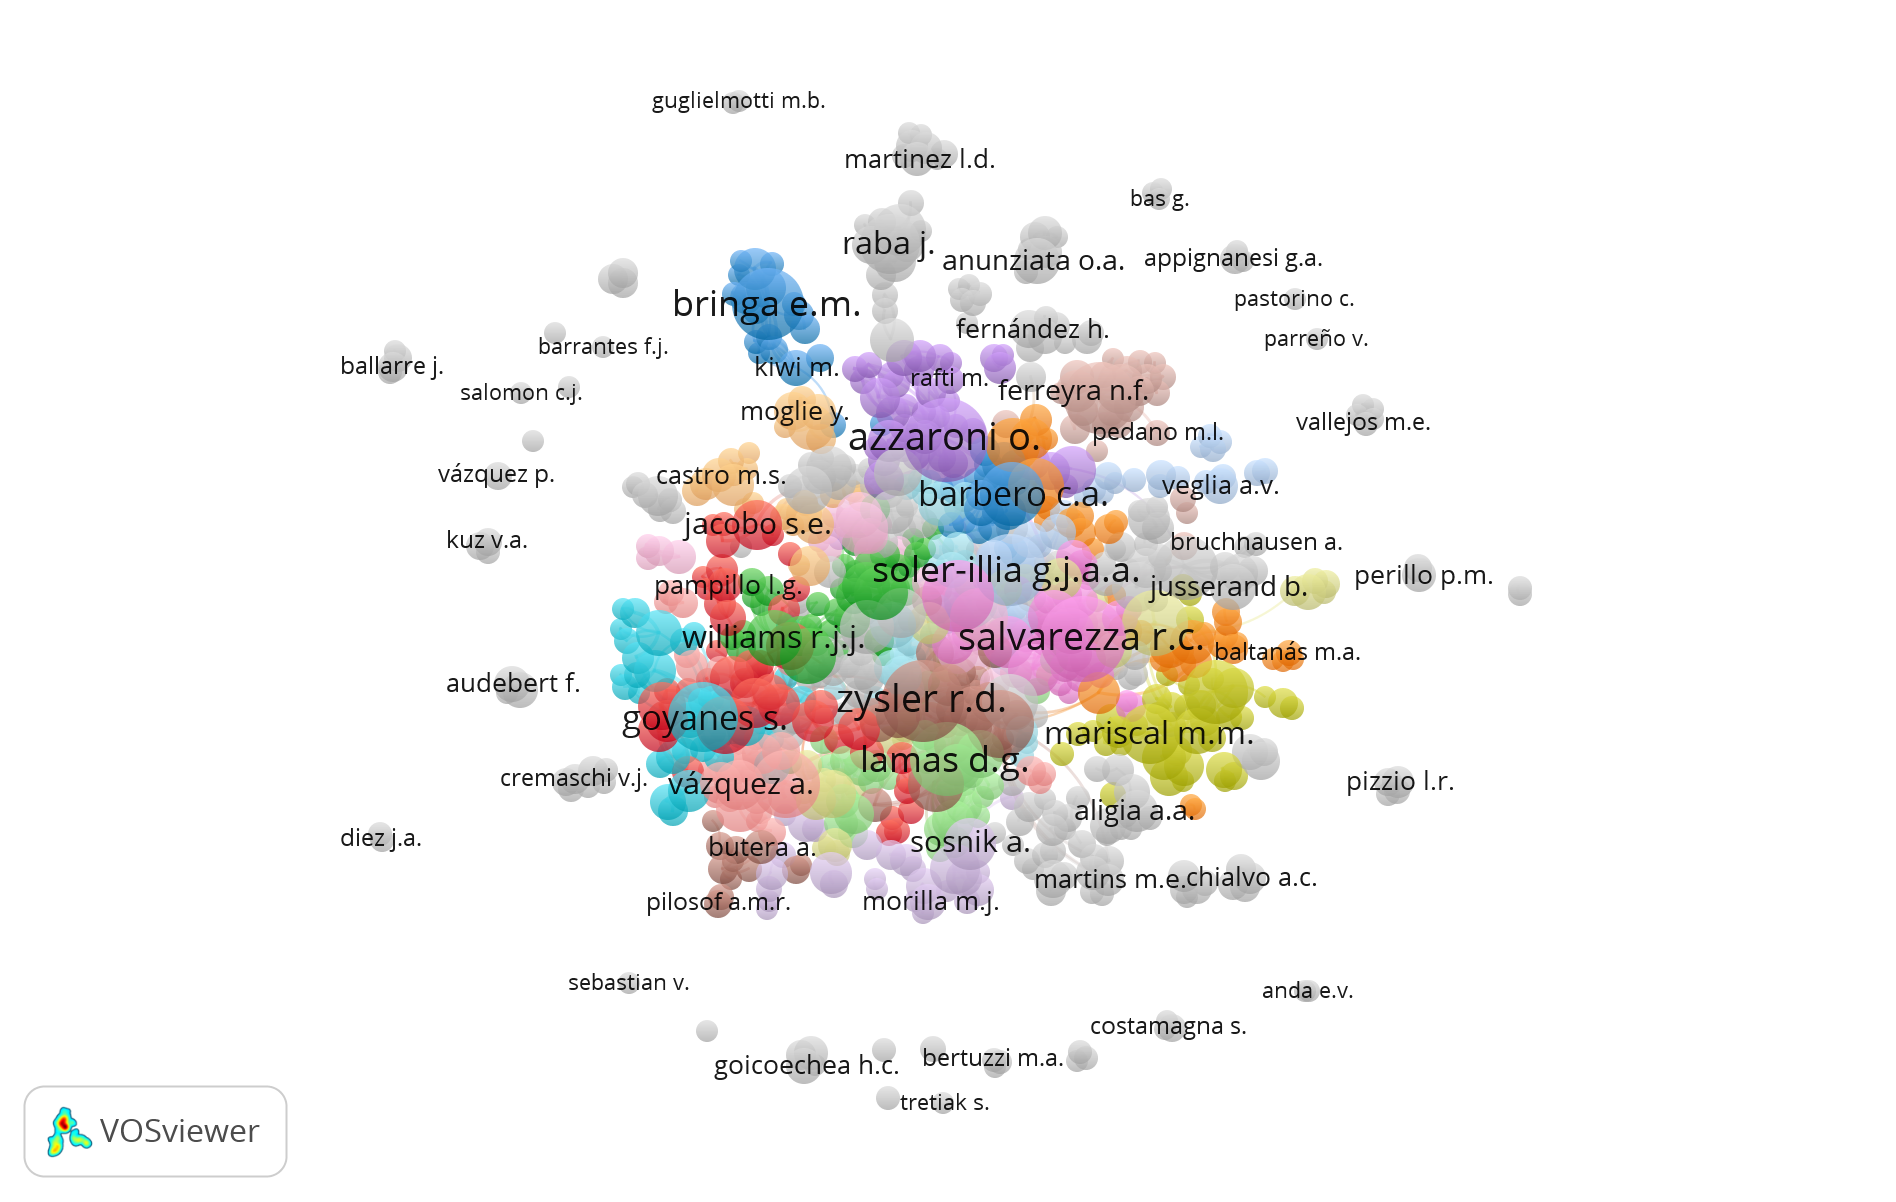 guglielmotti m.b.
martinez l.d.
bas g.
raba j.
anunziata o.a.
appignanesi g.a.
bringa e.m.
pastorino c.
fernández h.
parreño v.
barrantes f.j.
ballarre j.
kiwi m.
rafti m.
ferreyra n.f.
salomon c.j.
moglie y.
vallejos m.e.
azzaroni o.
pedano m.l.
vázquez p.
castro m.s.
barbero c.a.
veglia a.v.
jacobo s.e.
kuz v.a.
bruchhausen a.
soler-illia g.j.a.a.
perillo p.m.
pampillo l.g.
jusserand b.
williams r.j.j.
salvarezza r.c.
baltanás m.a.
audebert f.
zysler r.d.
goyanes s.
mariscal m.m.
lamas d.g.
cremaschi v.j.
vázquez a.
pizzio l.r.
aligia a.a.
diez j.a.
butera a.
sosnik a.
martins m.e.
chialvo a.c.
pilosof a.m.r.
morilla m.j.
sebastian v.
anda e.v.
costamagna s.
goicoechea h.c.
bertuzzi m.a.
tretiak s.
VOSviewer